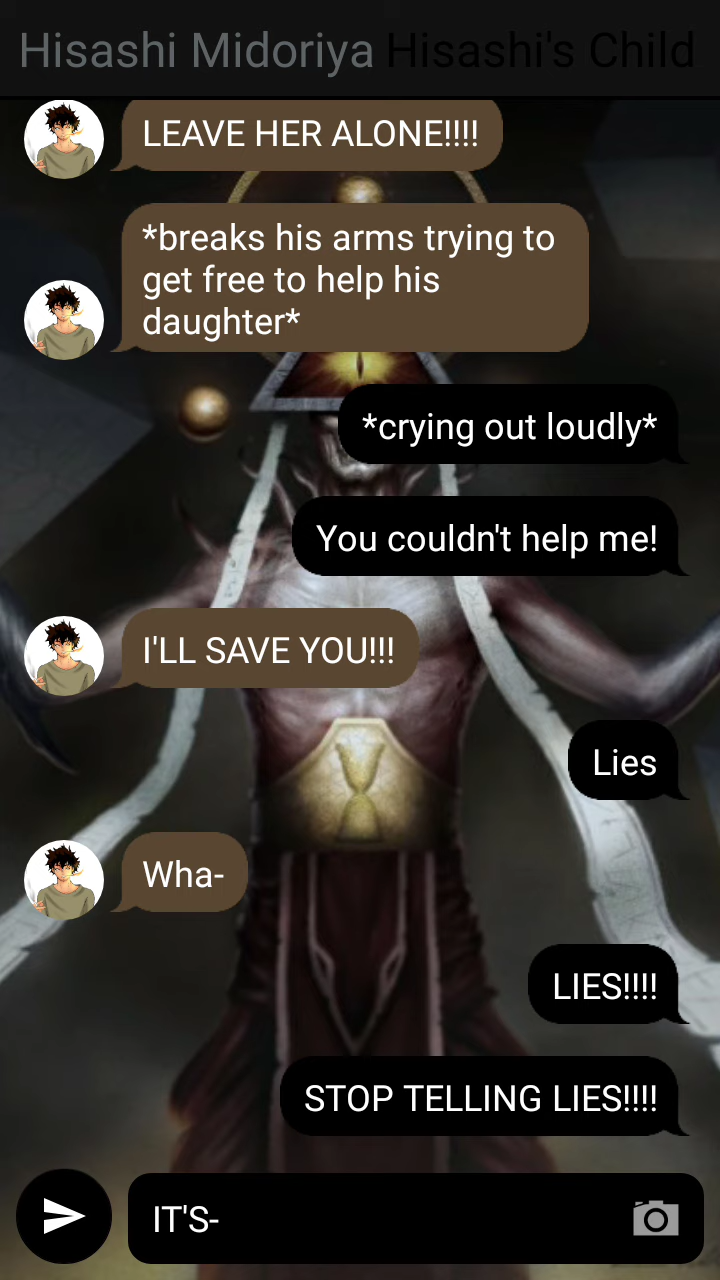 Hisashi Midoriya Hisashi's Child
LEAVE HER ALONE!!!!
*breaks his arms trying to
get free to help his
daughter*
*crying out loudly*
You couldn't help me!
I'LL SAVE YOU!!!
Lies
Wha-
LIES!!!!
STOP TELLING LIES!!!!
IT'S-